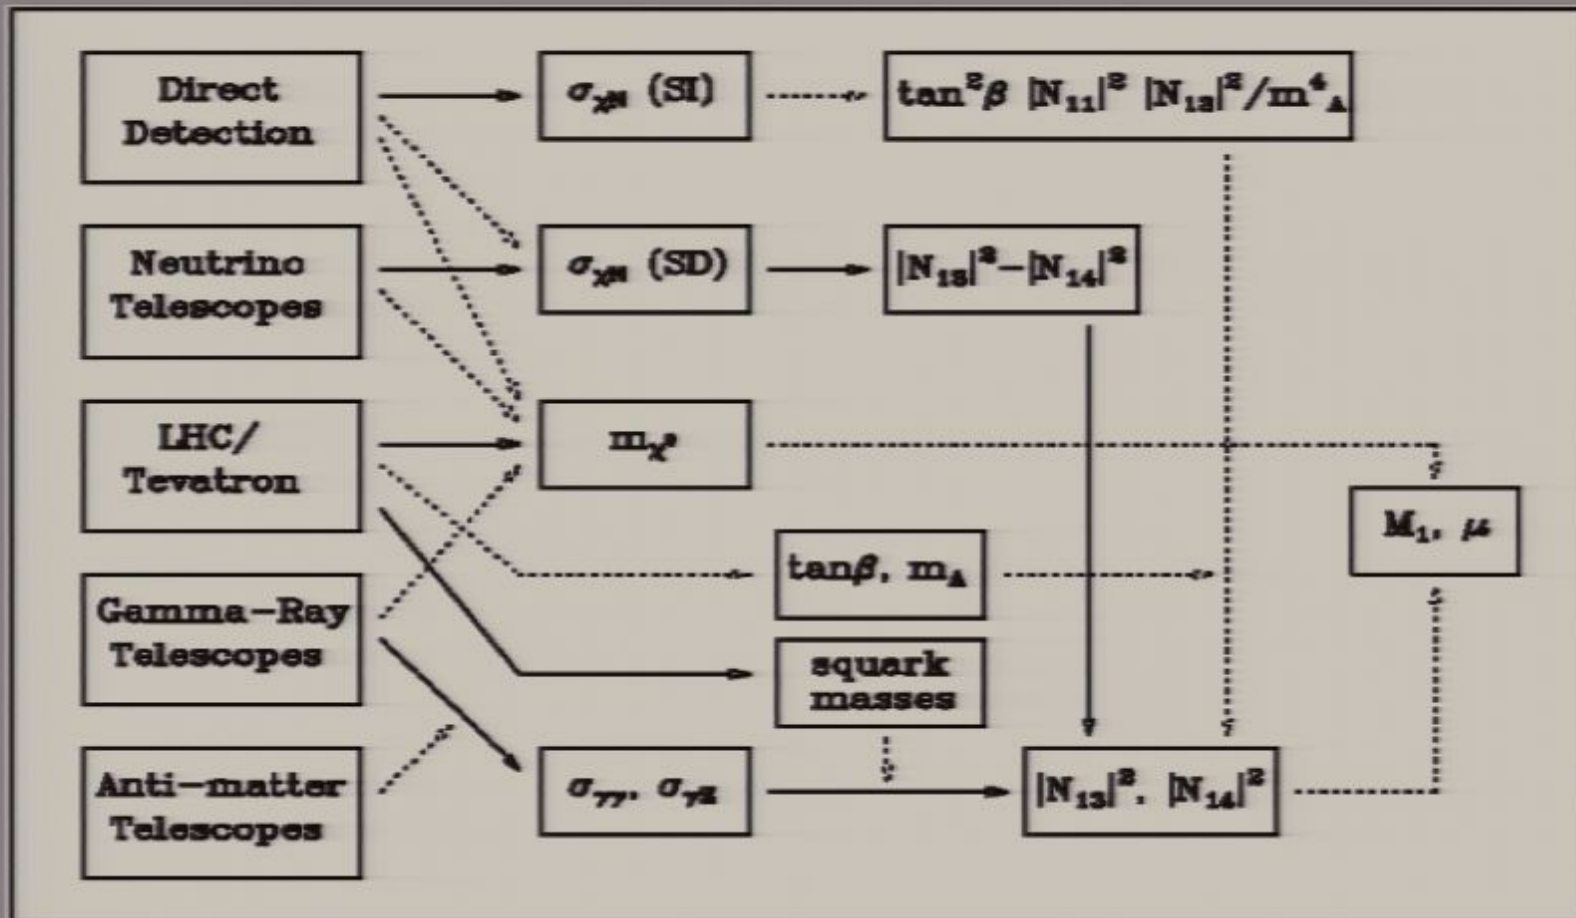 Direct
Detection
σχN (SI)
tan²β |N₁₁|² |N₁₃|²/m⁴A
Neutrino
Telescopes
σχN (SD)
|N₁₃|²−|N₁₄|²
LHC/
Tevatron
mχ⁰
M₁, μ
tanβ, mA
Gamma−Ray
Telescopes
squark
masses
Anti−matter
Telescopes
σγγ, σγZ
|N₁₃|², |N₁₄|²